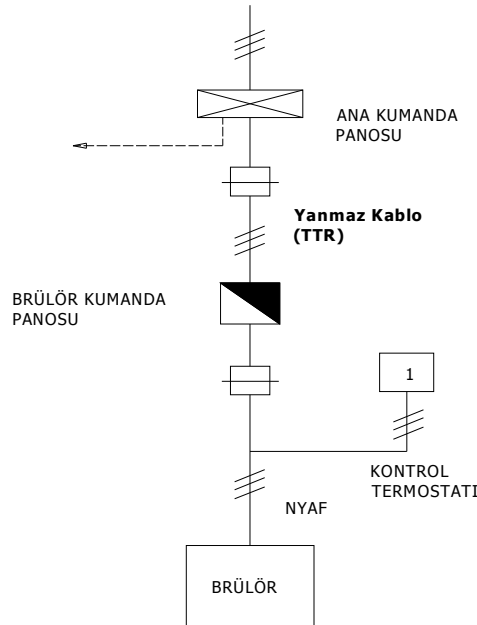 ANA KUMANDA
PANOSU
Yanmaz Kablo
(TTR)
BRÜLÖR KUMANDA
PANOSU
1
KONTROL
TERMOSTATI
NYAF
BRÜLÖR